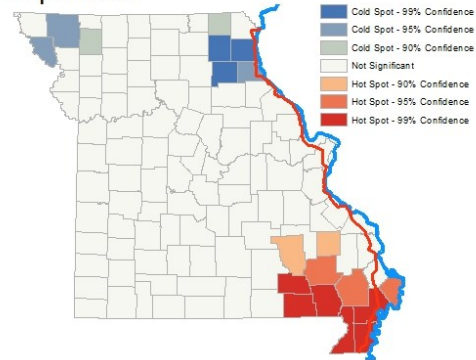 Cold Spot - 99% Confidence
Cold Spot - 95% Confidence
Cold Spot - 90% Confidence
Not Significant
Hot Spot - 90% Confidence
Hot Spot - 95% Confidence
Hot Spot - 99% Confidence